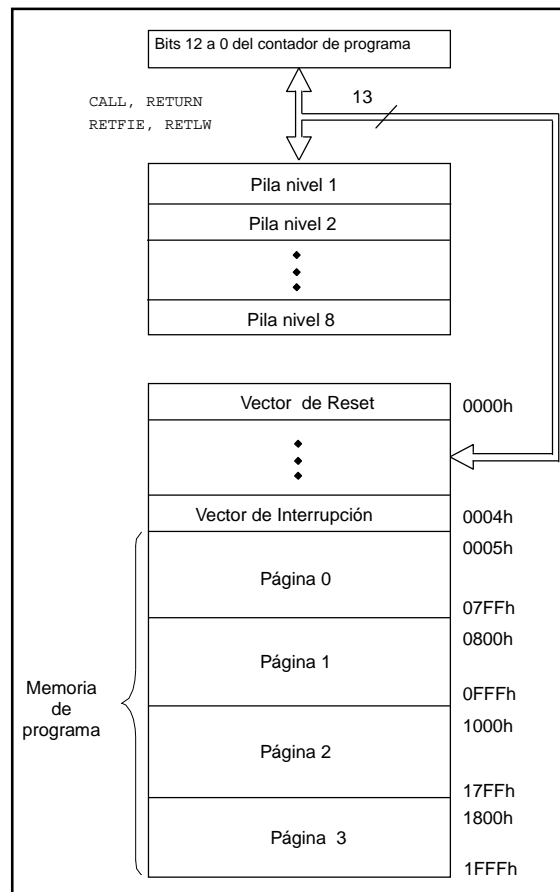 Bits 12 a 0 del contador de programa
CALL, RETURN
RETFIE, RETLW
13
Pila nivel 1
Pila nivel 2
Pila nivel 8
Vector de Reset
0000h
Vector de Interrupción
0004h
0005h
Página 0
07FFh
0800h
Página 1
0FFFh
Memoria
de
programa
1000h
Página 2
17FFh
1800h
Página 3
1FFFh